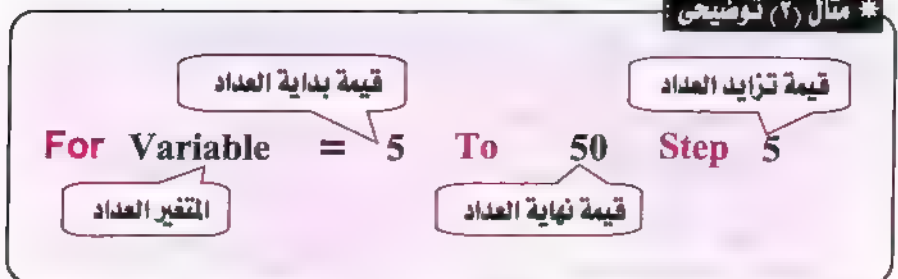 * مثال (٢) توضيحى :
قيمة بداية العداد
قيمة تزايد العداد
For Variable = 5 To 50 Step 5
المتغير العداد
قيمة نهاية العداد